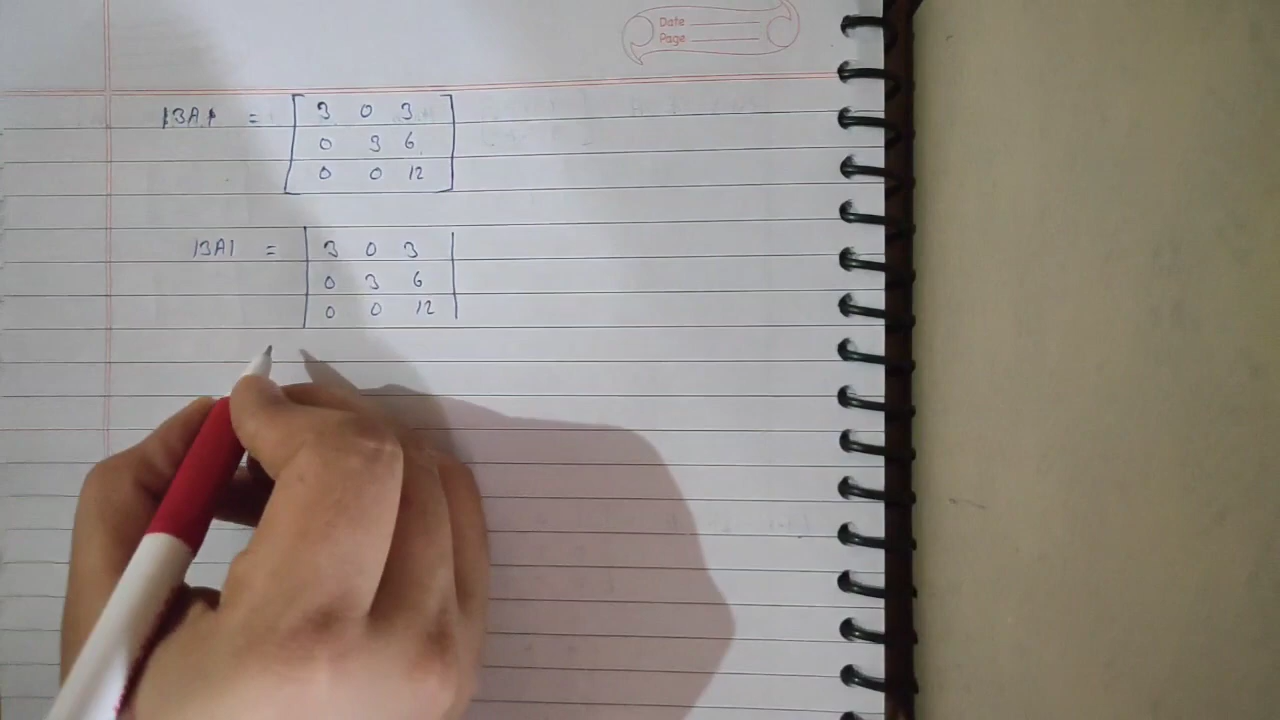 Date
Page
|3A| = [ 3 0 3
0 3 6
0 0 12 ]
|3A| = | 3 0 3 |
0 3 6
0 0 12